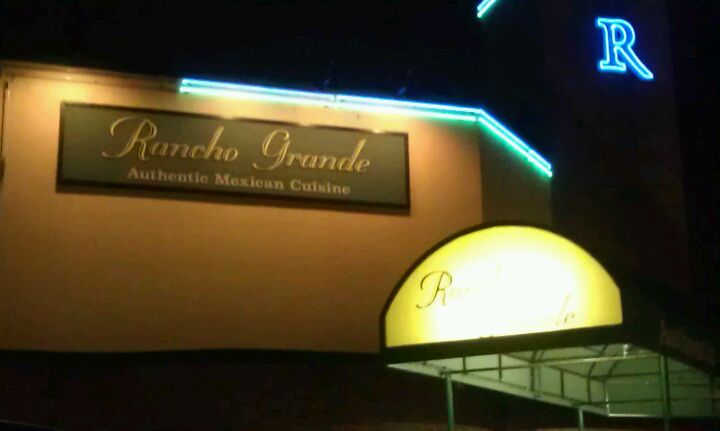 Rancho Grande
Authentic Mexican Cuisine
R